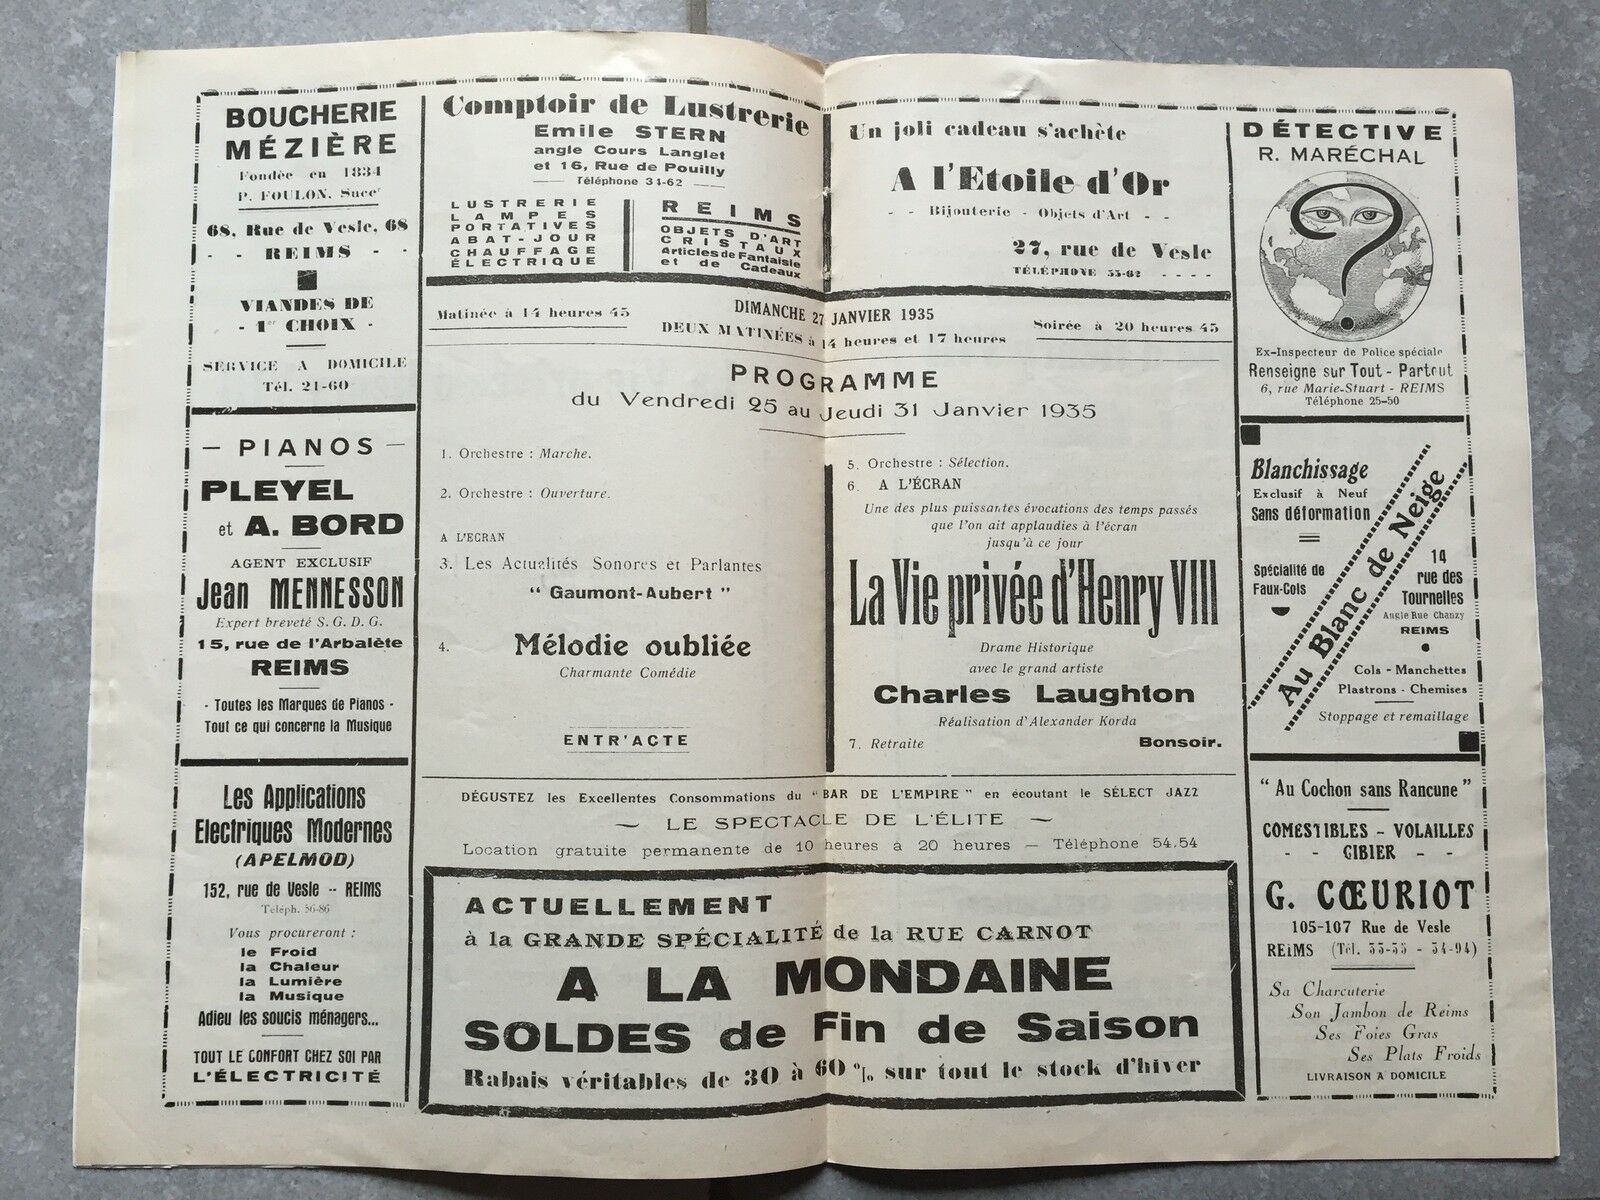 BOUCHERIE
MÉZIÈRE
Fondée en 1834
P. FOULON, Succr
68, Rue de Vesle, 68
- - REIMS - -
VIANDES DE
- 1er CHOIX -
SERVICE A DOMICILE
Tél. 21-60
— PIANOS —
PLEYEL
et A. BORD
AGENT EXCLUSIF
Jean MENNESSON
Expert breveté S. G. D. G.
15, rue de l'Arbalète
REIMS
- Toutes les Marques de Pianos -
Tout ce qui concerne la Musique
Les Applications
Electriques Modernes
(APELMOD)
152, rue de Vesle -- REIMS
Téléph. 56-86
Vous procureront :
le Froid
la Chaleur
la Lumière
la Musique
Adieu les soucis ménagers...
TOUT LE CONFORT CHEZ SOI PAR
L'ÉLECTRICITÉ
Comptoir de Lustrerie
Emile STERN
angle Cours Langlet
et 16, Rue de Pouilly
Téléphone 31-62
LUSTRERIE
LAMPES
PORTATIVES
ABAT-JOUR
CHAUFFAGE
ÉLECTRIQUE
REIMS
OBJETS D'ART
CRISTAUX
Articles de Fantaisie
et de Cadeaux
Un joli cadeau s'achète
A l'Etoile d'Or
- - Bijouterie - Objets d'Art - -
27, rue de Vesle
TÉLÉPHONE 55-62 - - - -
Matinée à 14 heures 45
DIMANCHE 27 JANVIER 1935
DEUX MATINÉES à 14 heures et 17 heures
Soirée à 20 heures 45
PROGRAMME
du Vendredi 25 au Jeudi 31 Janvier 1935
1. Orchestre : Marche.
2. Orchestre : Ouverture.
A L'ECRAN
3. Les Actualités Sonores et Parlantes
“ Gaumont-Aubert ”
4. Mélodie oubliée
Charmante Comédie
ENTR'ACTE
5. Orchestre : Sélection.
6. A L'ÉCRAN
Une des plus puissantes évocations des temps passés
que l'on ait applaudies à l'écran
jusqu'à ce jour
La Vie privée d'Henry VIII
Drame Historique
avec le grand artiste
Charles Laughton
Réalisation d'Alexander Korda
7. Retraite Bonsoir.
DÉGUSTEZ les Excellentes Consommations du “BAR DE L'EMPIRE” en écoutant le SÉLECT JAZZ
— LE SPECTACLE DE L'ÉLITE —
Location gratuite permanente de 10 heures à 20 heures — Téléphone 54.54
ACTUELLEMENT
à la GRANDE SPÉCIALITÉ de la RUE CARNOT
A LA MONDAINE
SOLDES de Fin de Saison
Rabais véritables de 30 à 60 % sur tout le stock d'hiver
DÉTECTIVE
R. MARÉCHAL
?
Ex-Inspecteur de Police spéciale
Renseigne sur Tout - Partout
6, rue Marie-Stuart - REIMS
Téléphone 25-50
Blanchissage
Exclusif à Neuf
Sans déformation
Spécialité de
Faux-Cols
Au Blanc de Neige
14
rue des
Tournelles
Angle Rue Chanzy
REIMS
Cols - Manchettes
Plastrons - Chemises
Stoppage et remaillage
“ Au Cochon sans Rancune ”
COMESTIBLES - VOLAILLES
- - GIBIER - -
G. CŒURIOT
105-107 Rue de Vesle
REIMS (Tél. 33-35 - 34-94)
Sa Charcuterie
Son Jambon de Reims
Ses Foies Gras
Ses Plats Froids
LIVRAISON A DOMICILE